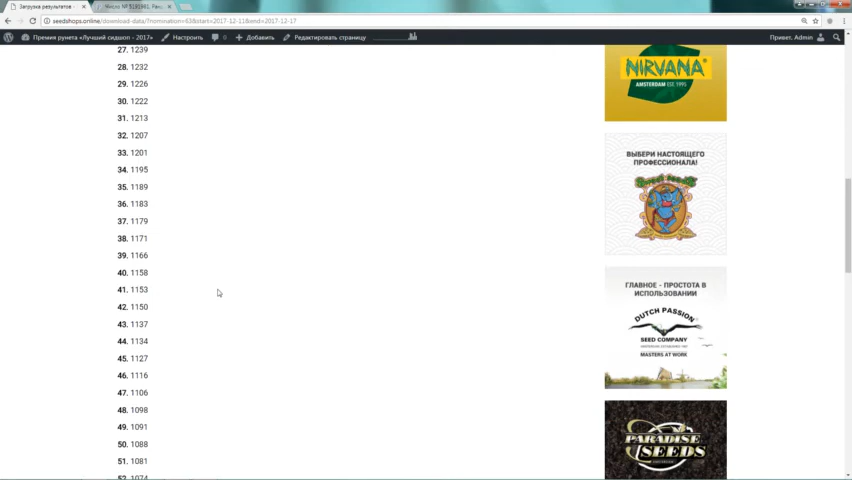 Загрузка результатов -
seedshops.online/download-data/?nomination=53&start=2017-12-11&end=2017-12-17
Премия рунета «Лучший сидшоп - 2017»
Настроить
0
Добавить
Редактировать страницу
Привет, Admin
27. 1239
28. 1232
29. 1226
30. 1222
31. 1213
32. 1207
33. 1201
34. 1195
35. 1189
36. 1183
37. 1179
38. 1171
39. 1166
40. 1158
41. 1153
42. 1150
43. 1137
44. 1134
45. 1127
46. 1116
47. 1106
48. 1098
49. 1091
50. 1088
51. 1081
52. 1074
NIRVANA
AMSTERDAM EST. 1995
ВЫБЕРИ НАСТОЯЩЕГО
ПРОФЕССИОНАЛА!
ГЛАВНОЕ - ПРОСТОТА В
ИСПОЛЬЗОВАНИИ
DUTCH PASSION
SEED COMPANY
MASTERS AT WORK
PARADISE
SEEDS